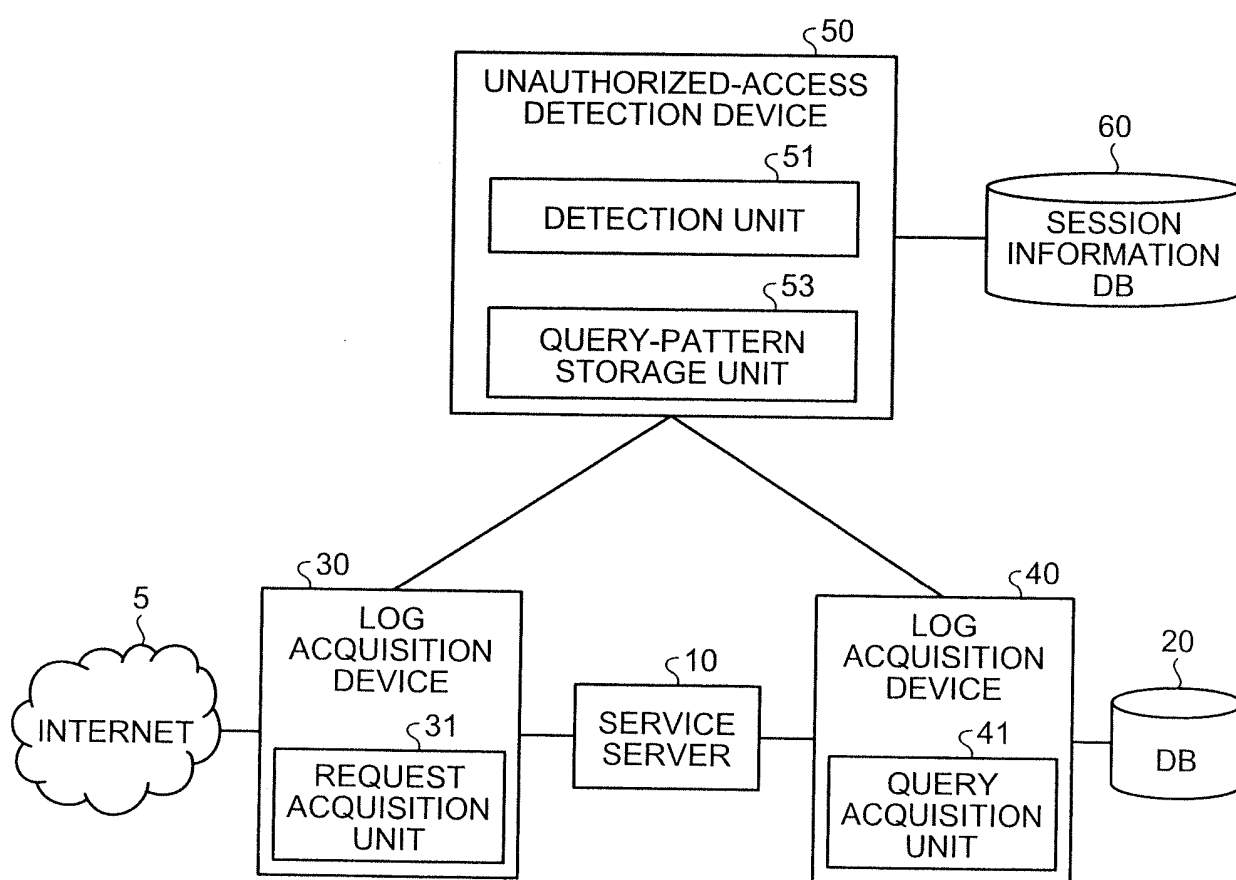 50
UNAUTHORIZED-ACCESS
DETECTION DEVICE
51
DETECTION UNIT
53
QUERY-PATTERN
STORAGE UNIT
60
SESSION
INFORMATION
DB
5
INTERNET
30
LOG
ACQUISITION
DEVICE
31
REQUEST
ACQUISITION
UNIT
10
SERVICE
SERVER
40
LOG
ACQUISITION
DEVICE
41
QUERY
ACQUISITION
UNIT
20
DB